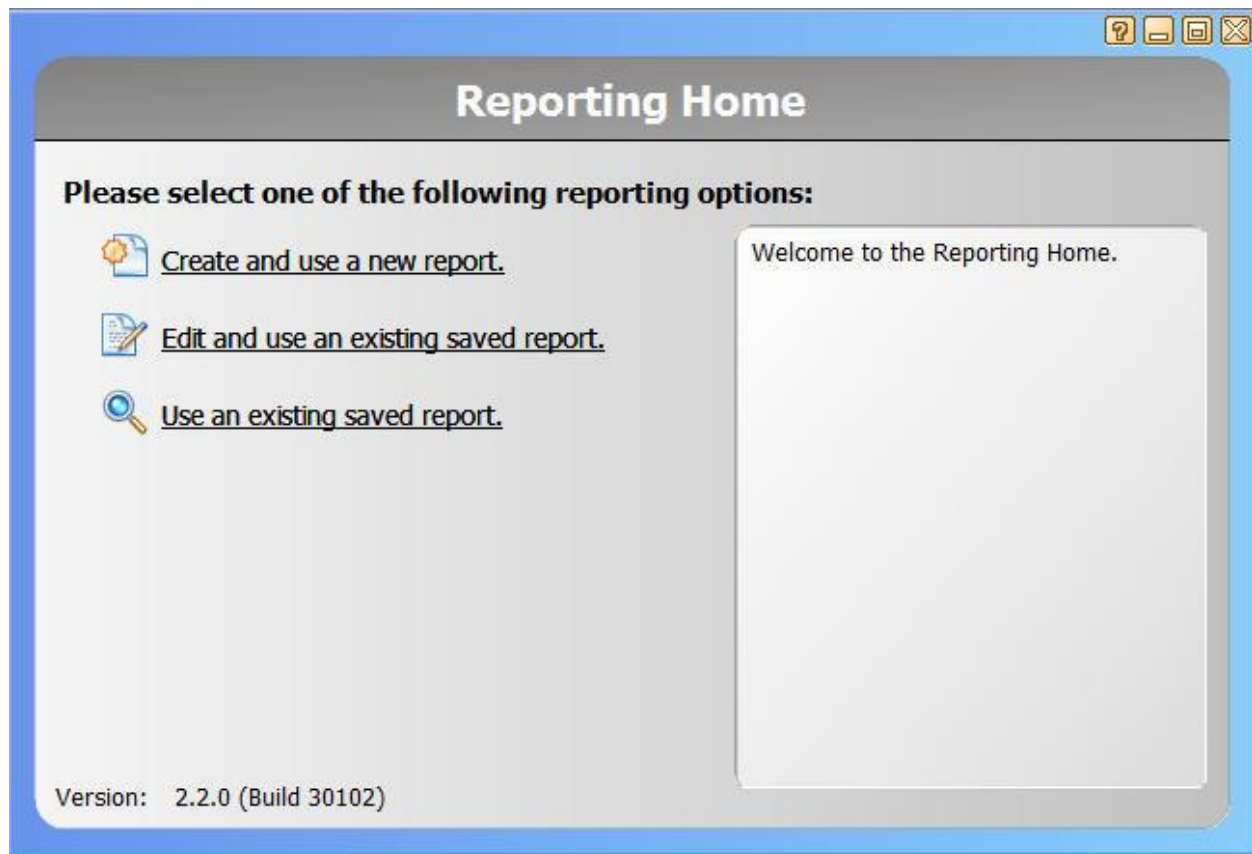 Reporting Home
Please select one of the following reporting options:
Create and use a new report.
Welcome to the Reporting Home.
Edit and use an existing saved report.
Use an existing saved report.
Version: 2.2.0 (Build 30102)